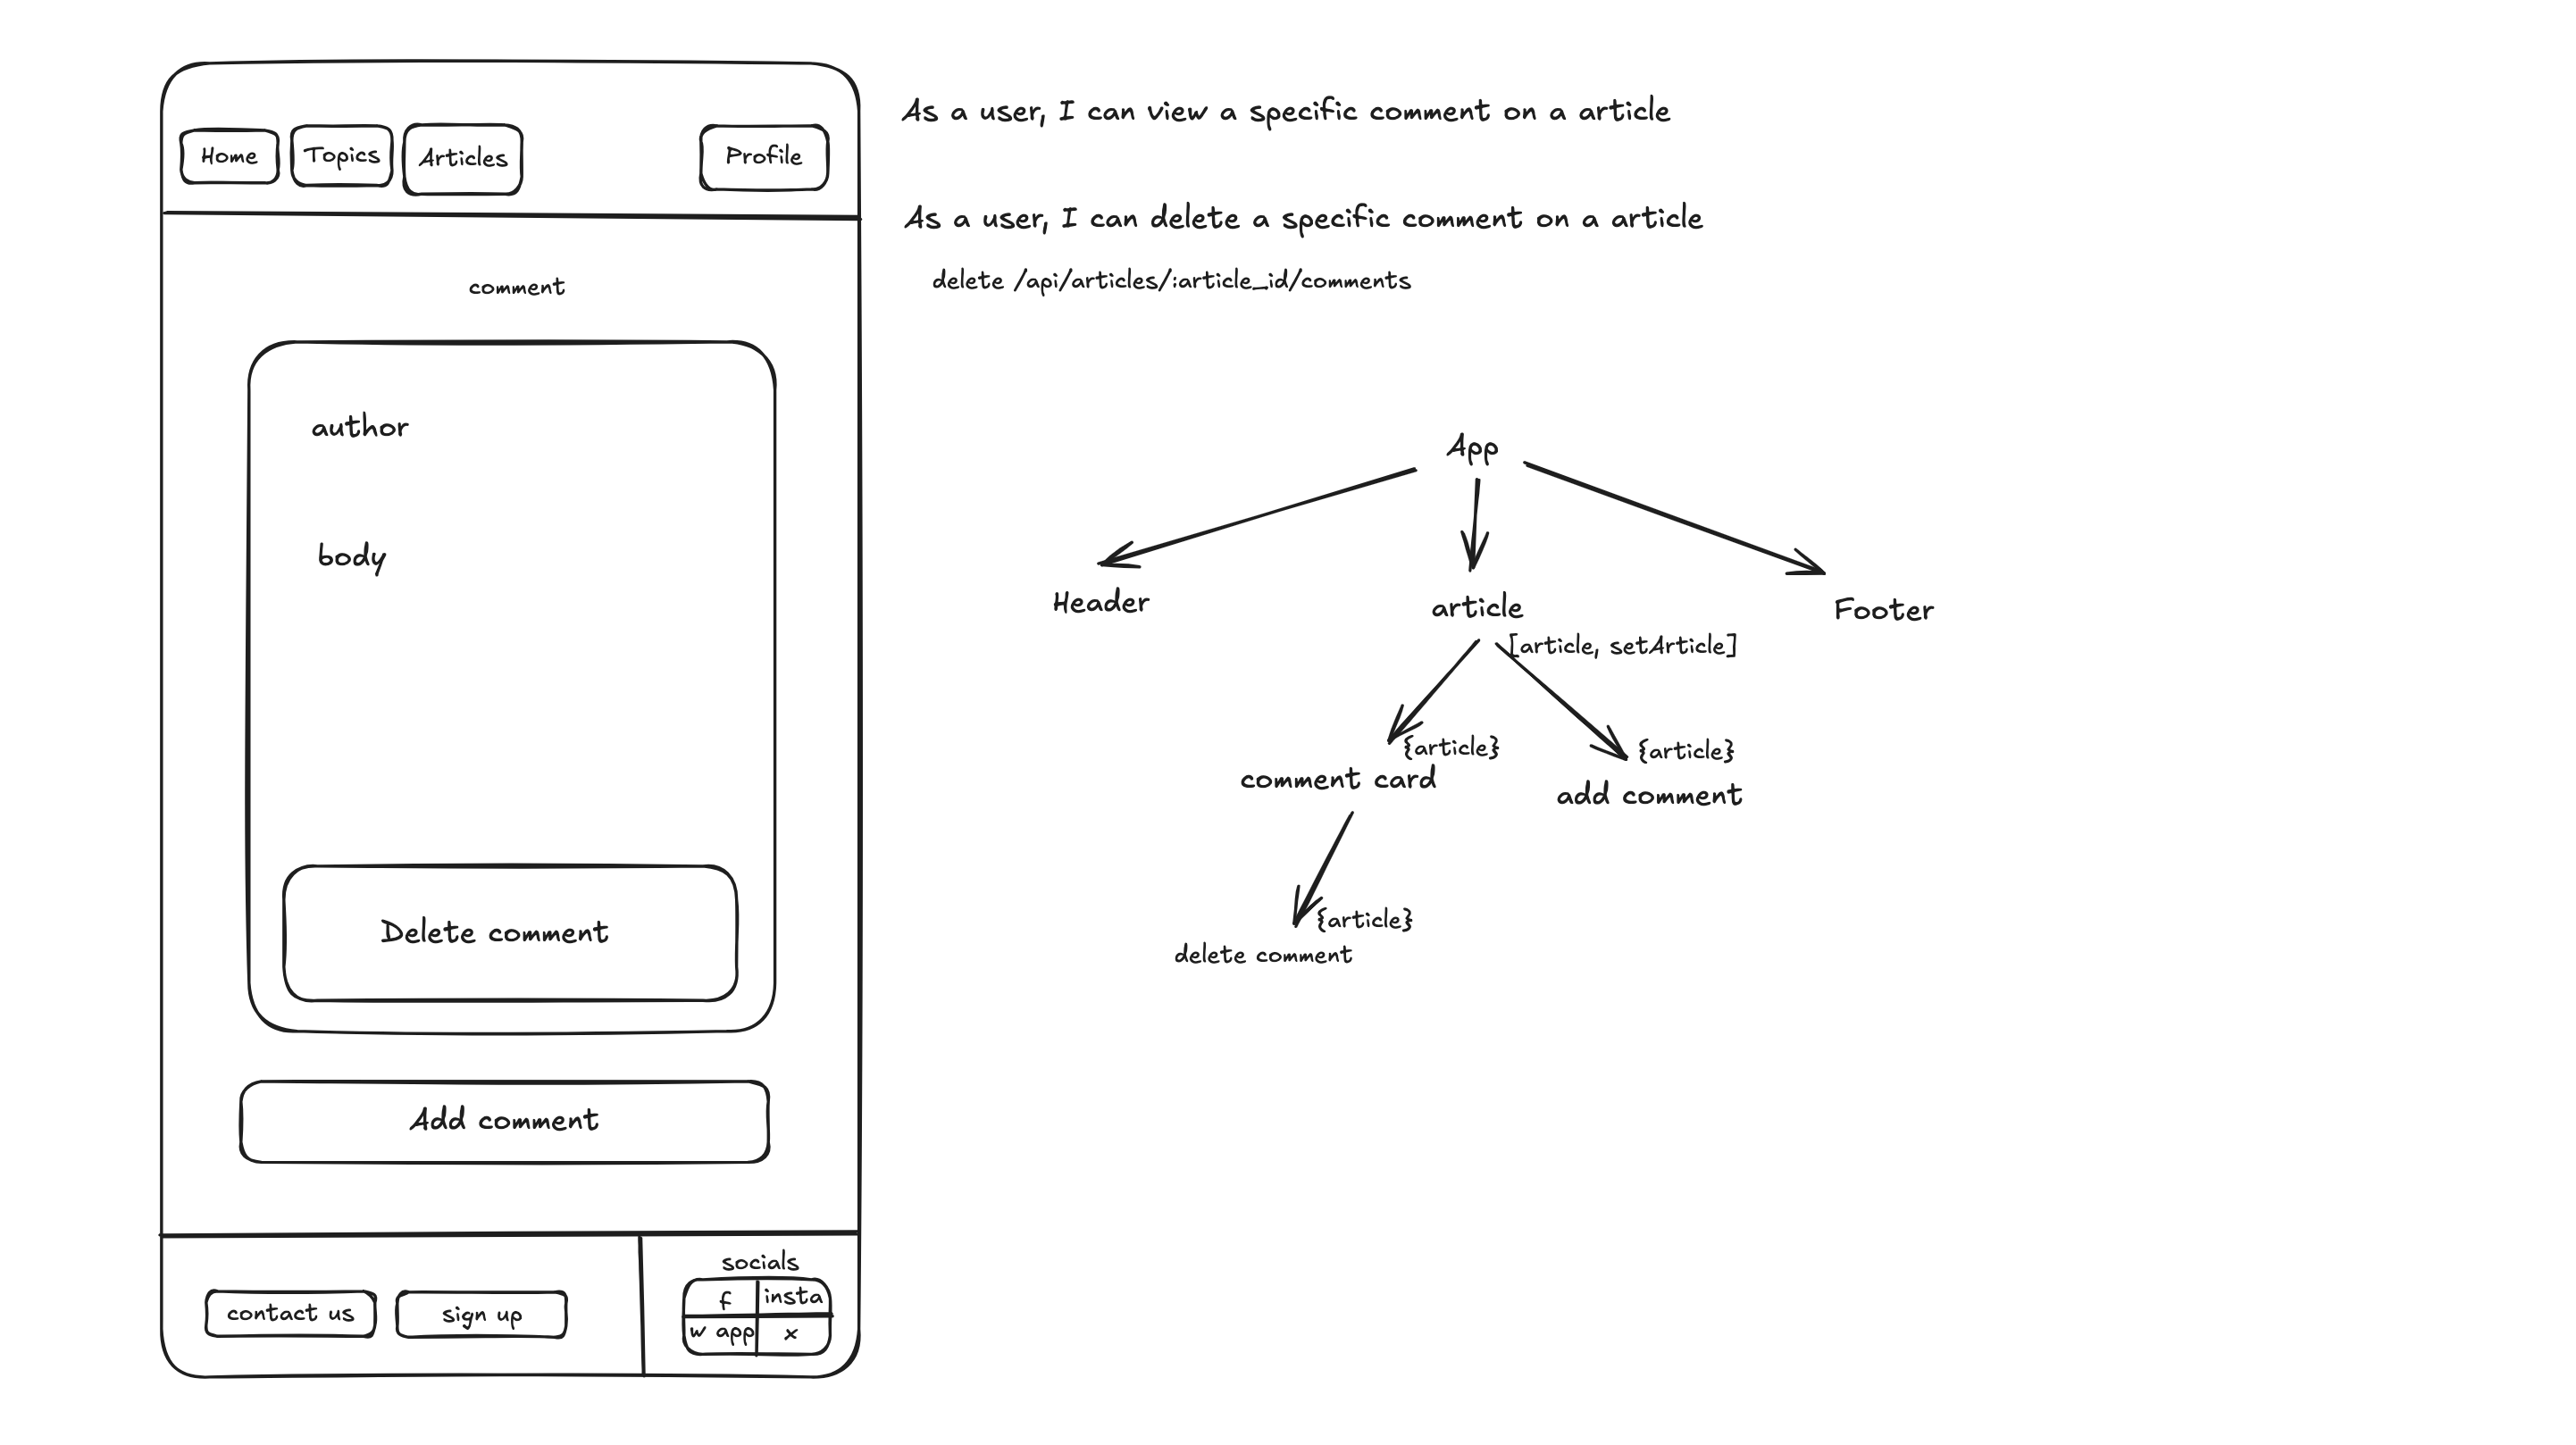 Home
Topics
Articles
Profile
comment
author
body
Delete comment
Add comment
contact us
sign up
socials
f
insta
w app
x
As a user, I can view a specific comment on a article
As a user, I can delete a specific comment on a article
delete /api/articles/:article_id/comments
App
Header
article
Footer
[article, setArticle]
{article}
{article}
comment card
add comment
{article}
delete comment